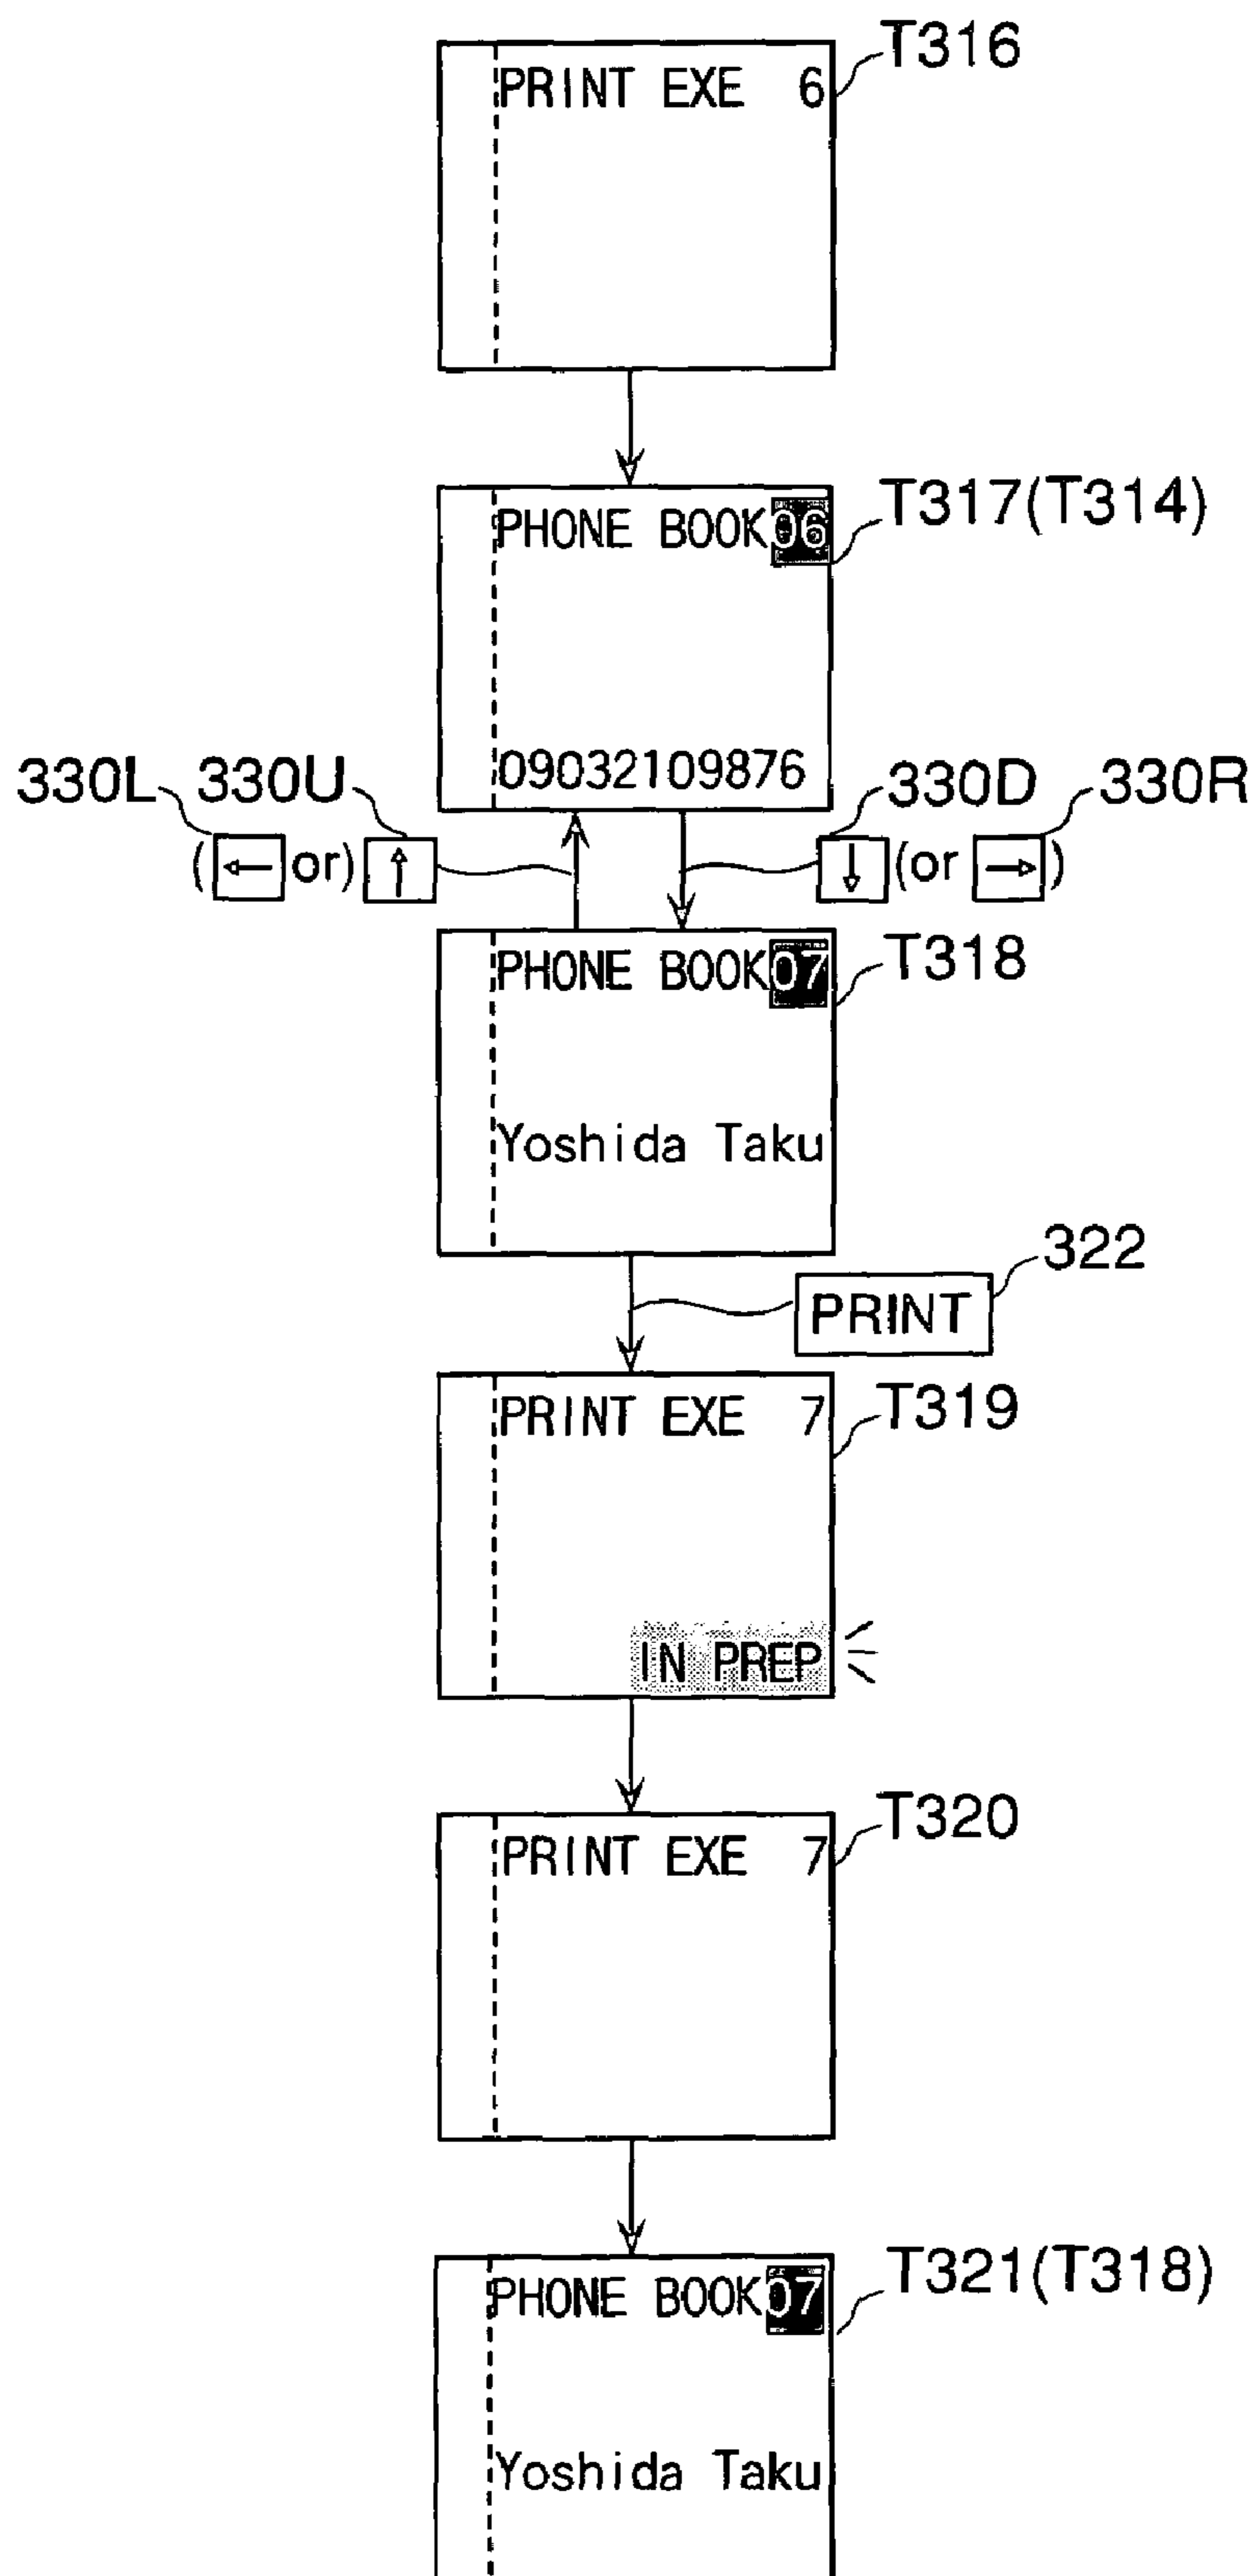 T316
PRINT EXE 6
T317(T314)
PHONE BOOK06
09032109876
330L 330U 330D 330R
(← or) ↑ ↓ (or →)
T318
PHONE BOOK07
Yoshida Taku
322
PRINT
T319
PRINT EXE 7
IN PREP
T320
PRINT EXE 7
T321(T318)
PHONE BOOK07
Yoshida Taku